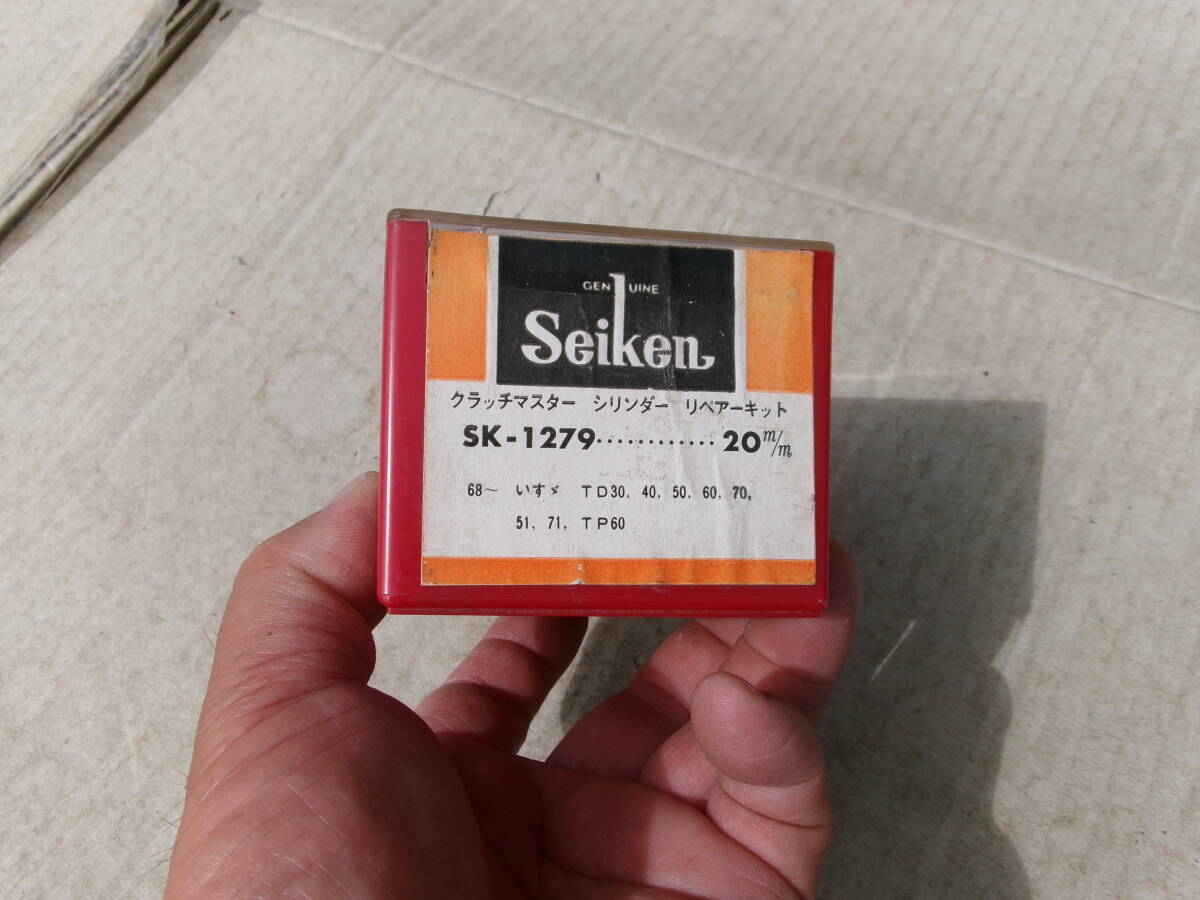 GENUINE
Seiken
クラッチマスター シリンダー リペアーキット
SK-1279············20 m/m
68〜 いすゞ TD30, 40, 50, 60, 70,
51, 71, TP60